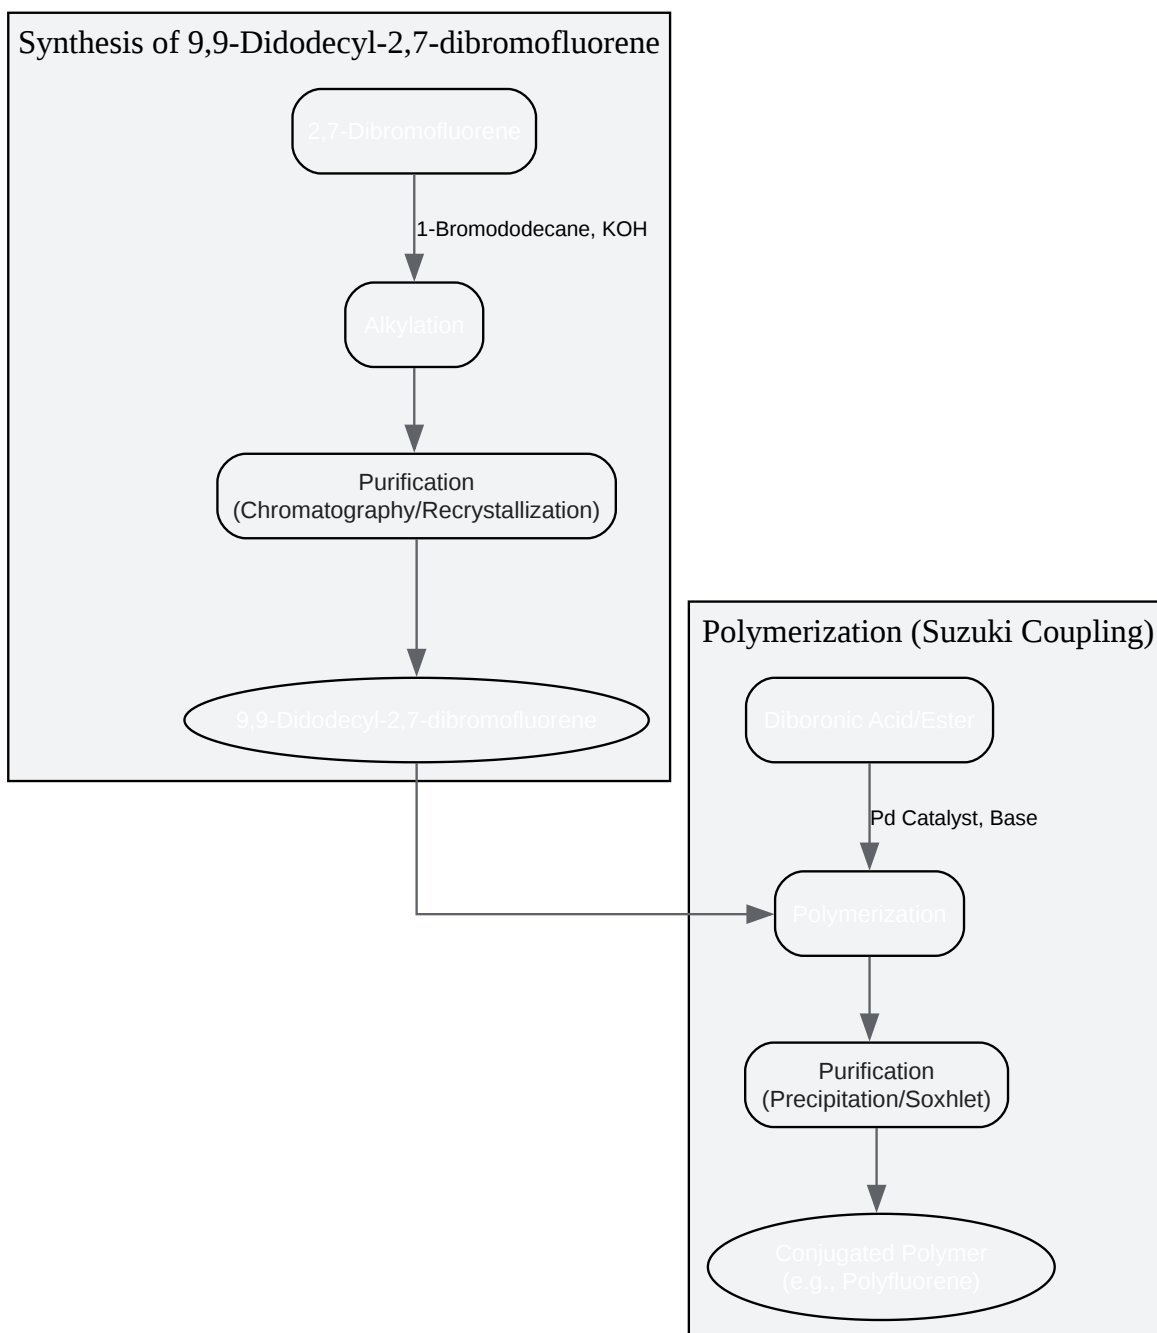 Synthesis of 9,9-Didodecyl-2,7-dibromofluorene
2,7-Dibromofluorene
1-Bromododecane, KOH
Alkylation
Purification
(Chromatography/Recrystallization)
9,9-Didodecyl-2,7-dibromofluorene
Polymerization (Suzuki Coupling)
Diboronic Acid/Ester
Pd Catalyst, Base
Polymerization
Purification
(Precipitation/Soxhlet)
Conjugated Polymer
(e.g., Polyfluorene)